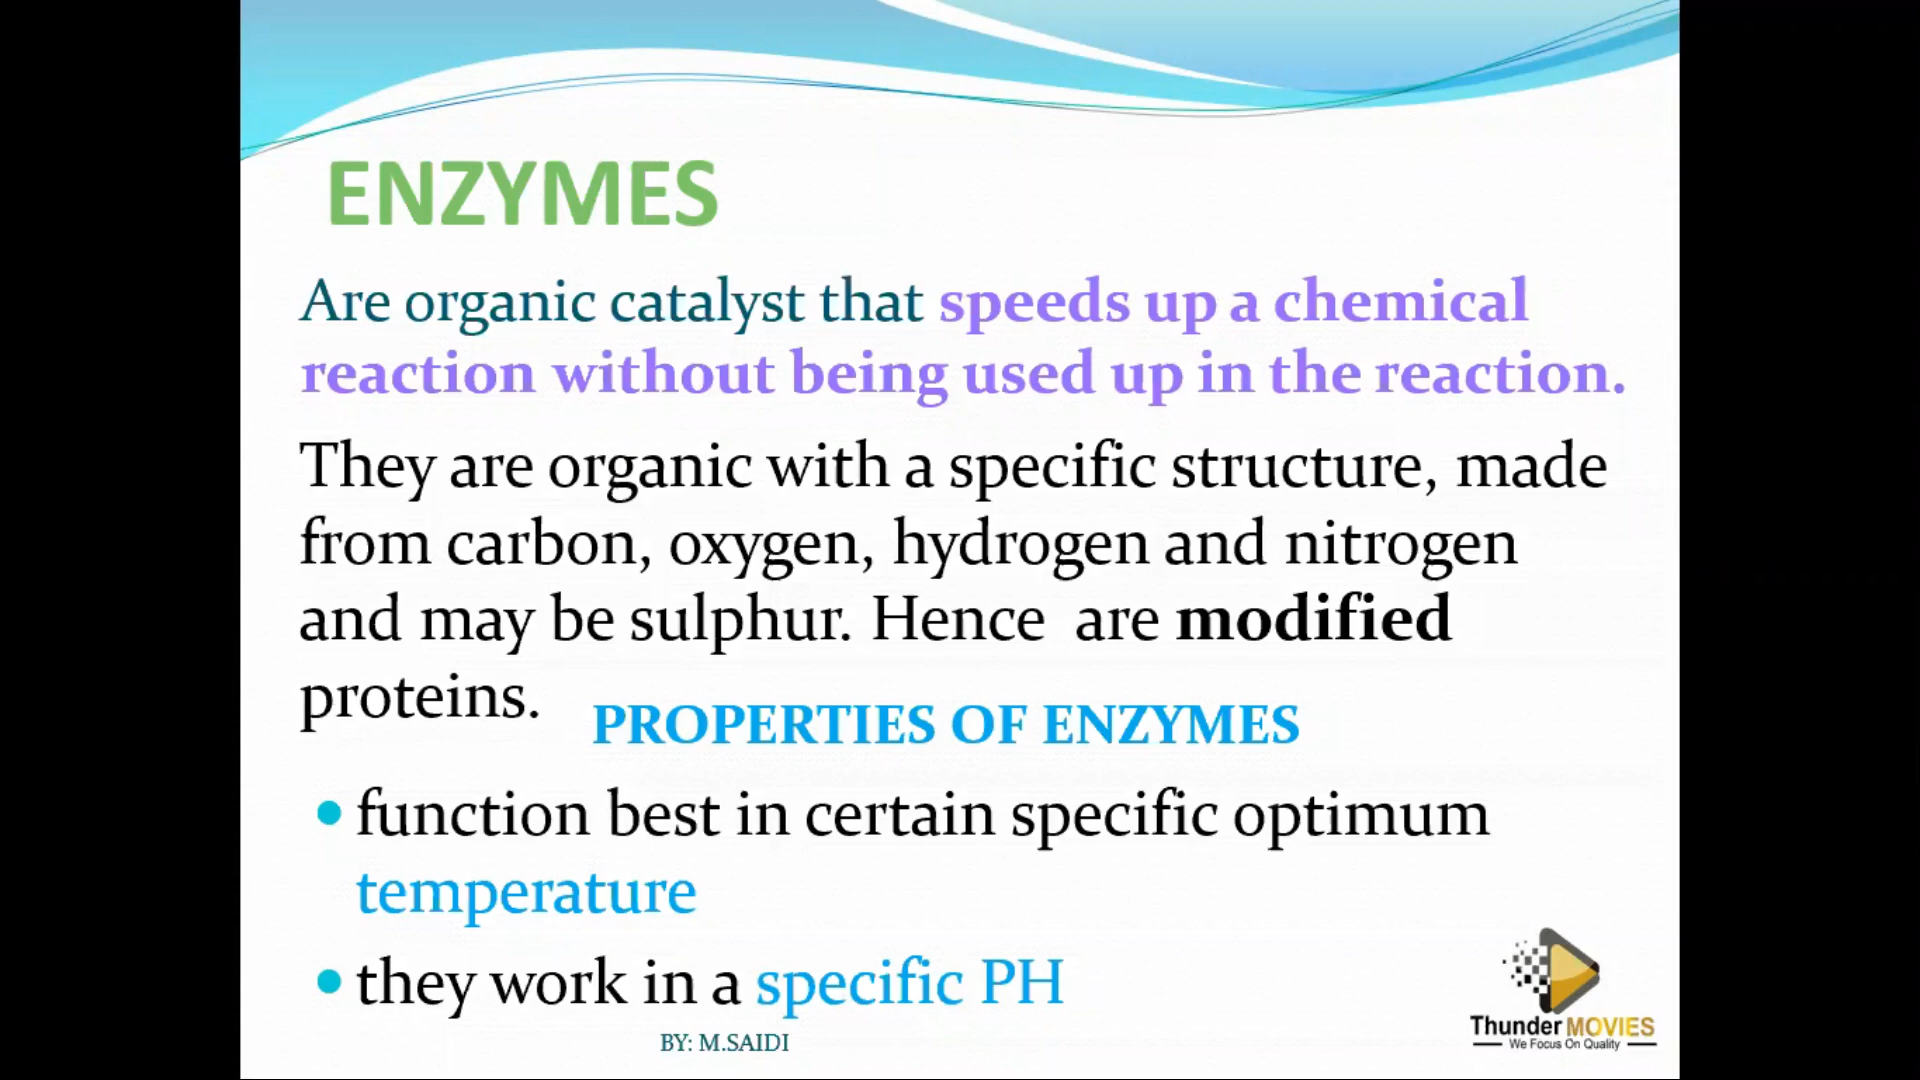 ENZYMES
Are organic catalyst that speeds up a chemical
reaction without being used up in the reaction.
They are organic with a specific structure, made
from carbon, oxygen, hydrogen and nitrogen
and may be sulphur. Hence are modified
proteins.
PROPERTIES OF ENZYMES
• function best in certain specific optimum
temperature
• they work in a specific PH
BY: M.SAIDI
Thunder MOVIES
We Focus On Quality